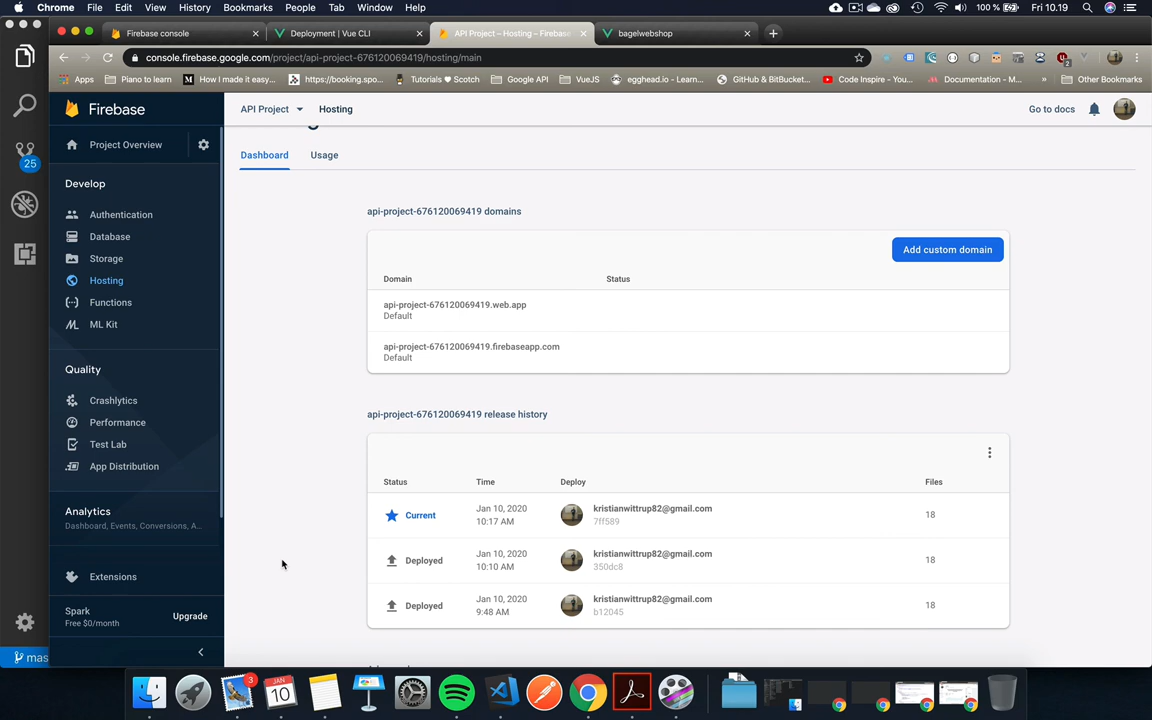 Chrome File Edit View History Bookmarks People Tab Window Help 100 % Fri 10.19
Firebase console Deployment | Vue CLI API Project – Hosting – Firebase bagelwebshop
console.firebase.google.com/project/api-project-676120069419/hosting/main
Apps Piano to learn How I made it easy... https://booking.spo... Tutorials ♥ Scotch Google API VueJS egghead.io - Learn... GitHub & BitBucket... Code Inspire - You... Documentation - M... » Other Bookmarks
Firebase
API Project Hosting
Go to docs
Project Overview
Dashboard Usage
Develop
Authentication
Database
Storage
Hosting
Functions
ML Kit
Quality
Crashlytics
Performance
Test Lab
App Distribution
Analytics
Dashboard, Events, Conversions, A...
Extensions
Spark
Free $0/month
Upgrade
25
mas
api-project-676120069419 domains
Add custom domain
Domain Status
api-project-676120069419.web.app
Default
api-project-676120069419.firebaseapp.com
Default
api-project-676120069419 release history
Status Time Deploy Files
Current Jan 10, 2020 kristianwittrup82@gmail.com 18
10:17 AM 7ff589
Deployed Jan 10, 2020 kristianwittrup82@gmail.com 18
10:10 AM 350dc8
Deployed Jan 10, 2020 kristianwittrup82@gmail.com 18
9:48 AM b12045
3
JAN
10